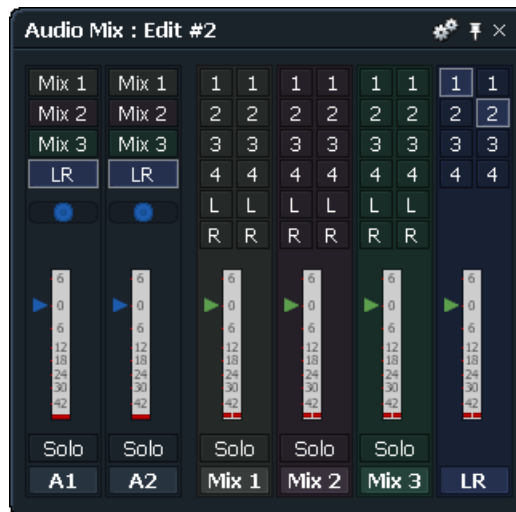 Audio Mix : Edit #2
Mix 1 Mix 1 1 1 1 1 1 1 1 1
Mix 2 Mix 2 2 2 2 2 2 2 2 2
Mix 3 Mix 3 3 3 3 3 3 3 3 3
LR LR 4 4 4 4 4 4 4 4
L L L L L L
R R R R R R
6 6 6 6 6 6
0 0 0 0 0 0
6 6 6 6 6 6
12 12 12 12 12 12
18 18 18 18 18 18
24 24 24 24 24 24
30 30 30 30 30 30
42 42 42 42 42 42
Solo Solo Solo Solo Solo
A1 A2 Mix 1 Mix 2 Mix 3 LR